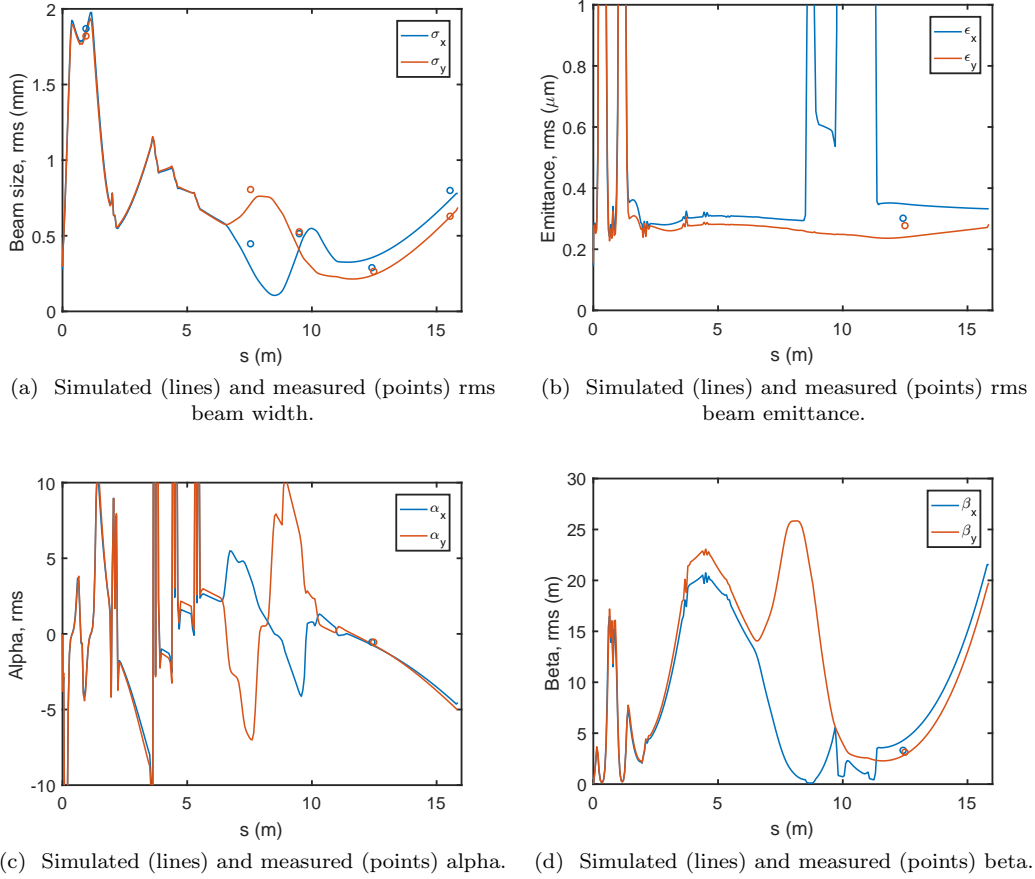 2
1.5
1
0.5
0
0
5
10
15
Beam size, rms (mm)
s (m)
σx
σy
(a) Simulated (lines) and measured (points) rms
beam width.
1
0.8
0.6
0.4
0.2
0
0
5
10
15
Emittance, rms (μm)
s (m)
ϵx
ϵy
(b) Simulated (lines) and measured (points) rms
beam emittance.
10
5
0
-5
-10
0
5
10
15
Alpha, rms
s (m)
αx
αy
(c) Simulated (lines) and measured (points) alpha.
30
25
20
15
10
5
0
0
5
10
15
Beta, rms (m)
s (m)
βx
βy
(d) Simulated (lines) and measured (points) beta.